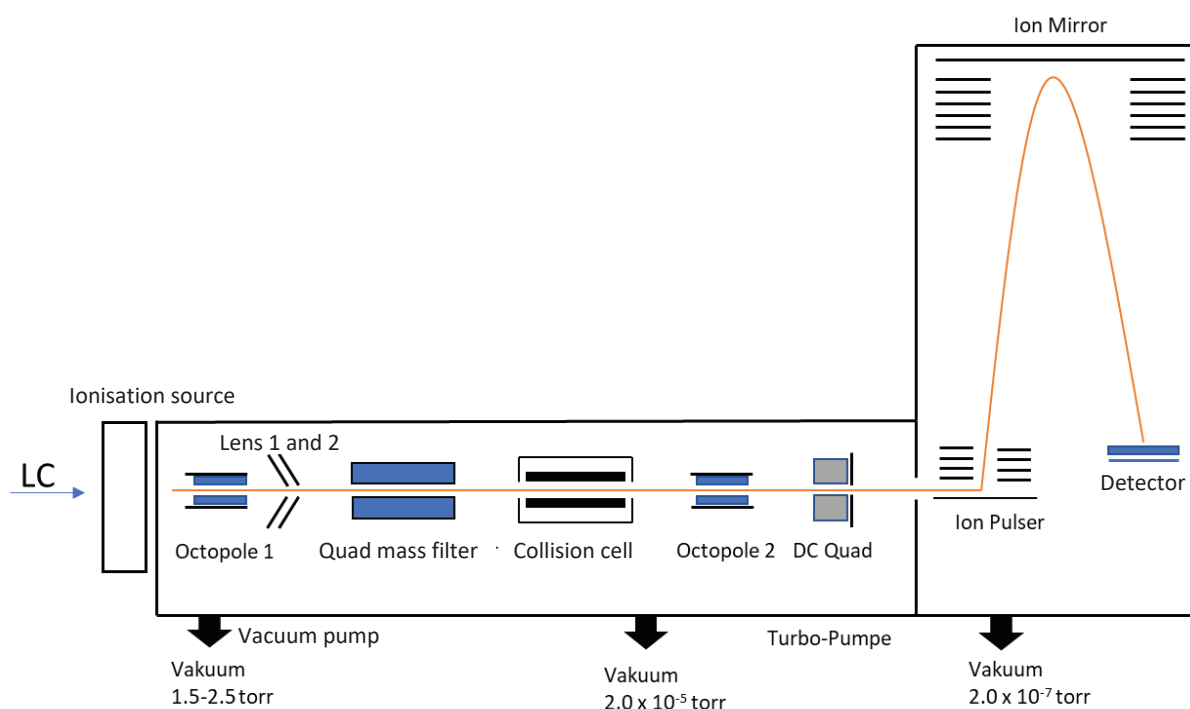 Ion Mirror
Ionisation source
Lens 1 and 2
LC
Detector
Ion Pulser
Octopole 1
Quad mass filter
Collision cell
Octopole 2
DC Quad
Vacuum pump
Turbo-Pumpe
Vakuum
1.5-2.5 torr
Vakuum
2.0 x 10⁻⁵ torr
Vakuum
2.0 x 10⁻⁷ torr